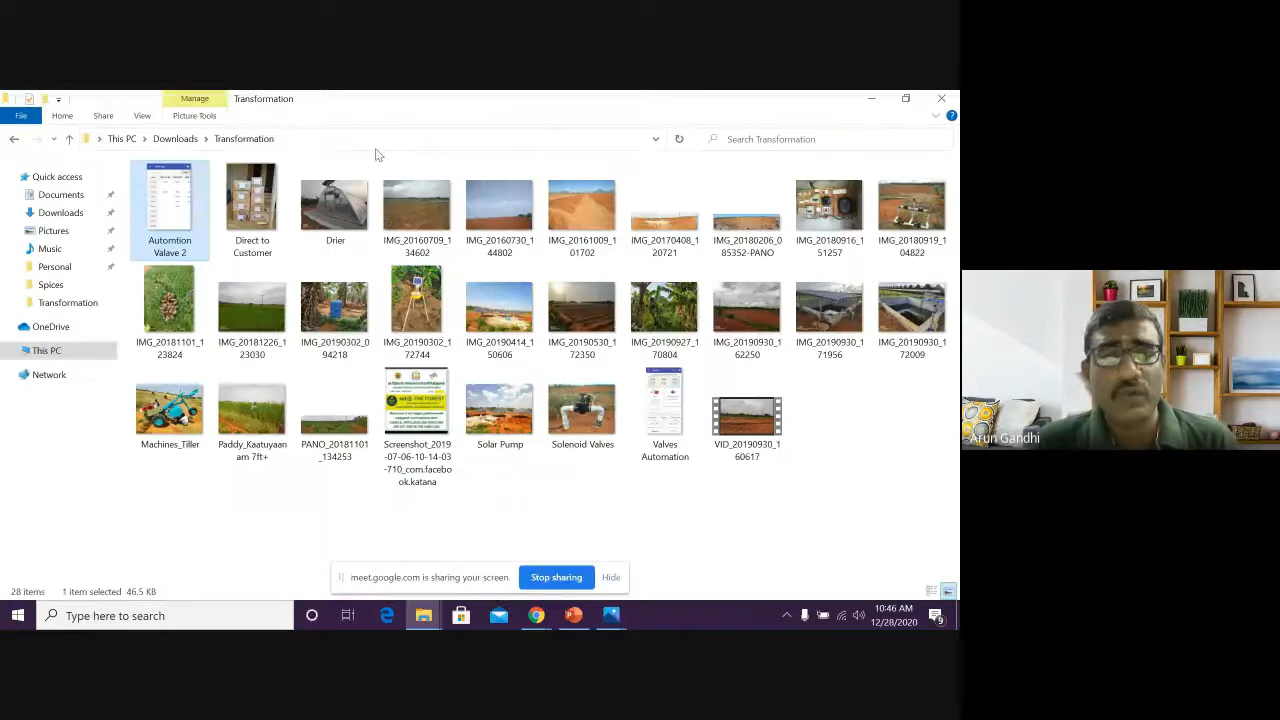 Manage
Transformation
File
Home
Share
View
Picture Tools
This PC
Downloads
Transformation
Search Transformation
Quick access
Documents
Downloads
Pictures
Music
Personal
Spices
Transformation
OneDrive
This PC
Network
Automtion
Valave 2
Direct to
Customer
Drier
IMG_20160709_1
34602
IMG_20160730_1
44802
IMG_20161009_1
01702
IMG_20170408_1
20721
IMG_20180206_0
85352-PANO
IMG_20180916_1
51257
IMG_20180919_1
04822
IMG_20181101_1
23824
IMG_20181226_1
23030
IMG_20190302_0
94218
IMG_20190302_1
72744
IMG_20190414_1
50606
IMG_20190530_1
72350
IMG_20190927_1
70804
IMG_20190930_1
62250
IMG_20190930_1
71956
IMG_20190930_1
72009
Machines_Tiller
Paddy_Kaatuyaan
am 7ft+
PANO_20181101
_134253
Screenshot_2019
-07-06-10-14-03
-710_com.facebo
ok.katana
Solar Pump
Solenoid Valves
Valves
Automation
VID_20190930_1
60617
Arun Gandhi
meet.google.com is sharing your screen.
Stop sharing
Hide
28 items
1 item selected 46.5 KB
Type here to search
10:46 AM
12/28/2020
9